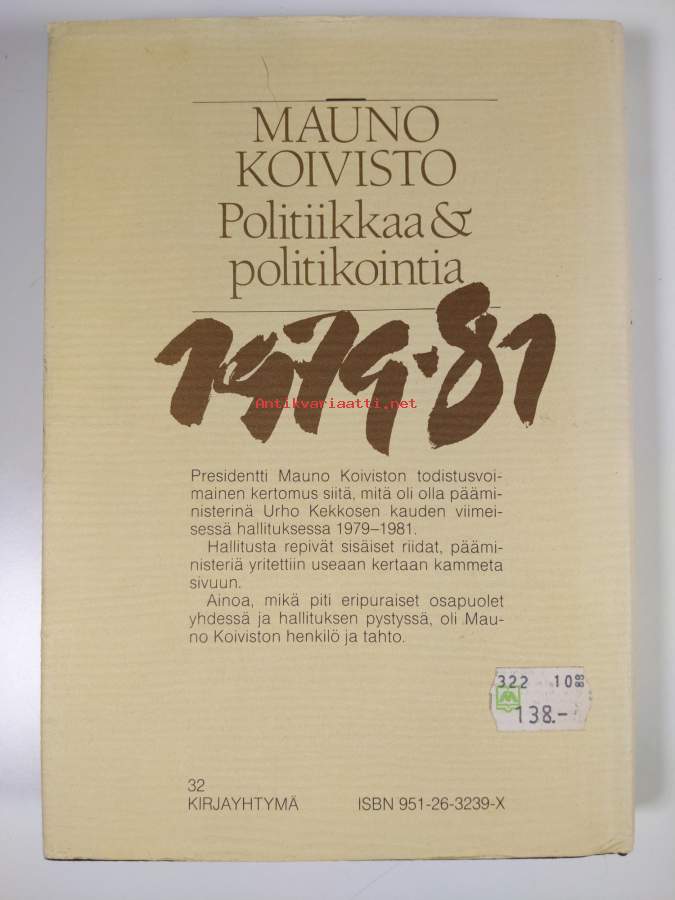 MAUNO
KOIVISTO
Politiikkaa &
politikointia
1979-81
Antikvariaatti.net
Presidentti Mauno Koiviston todistusvoi-
mainen kertomus siitä, mitä oli olla päämi-
nisterinä Urho Kekkosen kauden viimei-
sessä hallituksessa 1979–1981.
Hallitusta repivät sisäiset riidat, päämi-
nisteriä yritettiin useaan kertaan kammeta
sivuun.
Ainoa, mikä piti eripuraiset osapuolet
yhdessä ja hallituksen pystyssä, oli Mau-
no Koiviston henkilö ja tahto.
322 10 88
138.-
32
KIRJAYHTYMÄ ISBN 951-26-3239-X